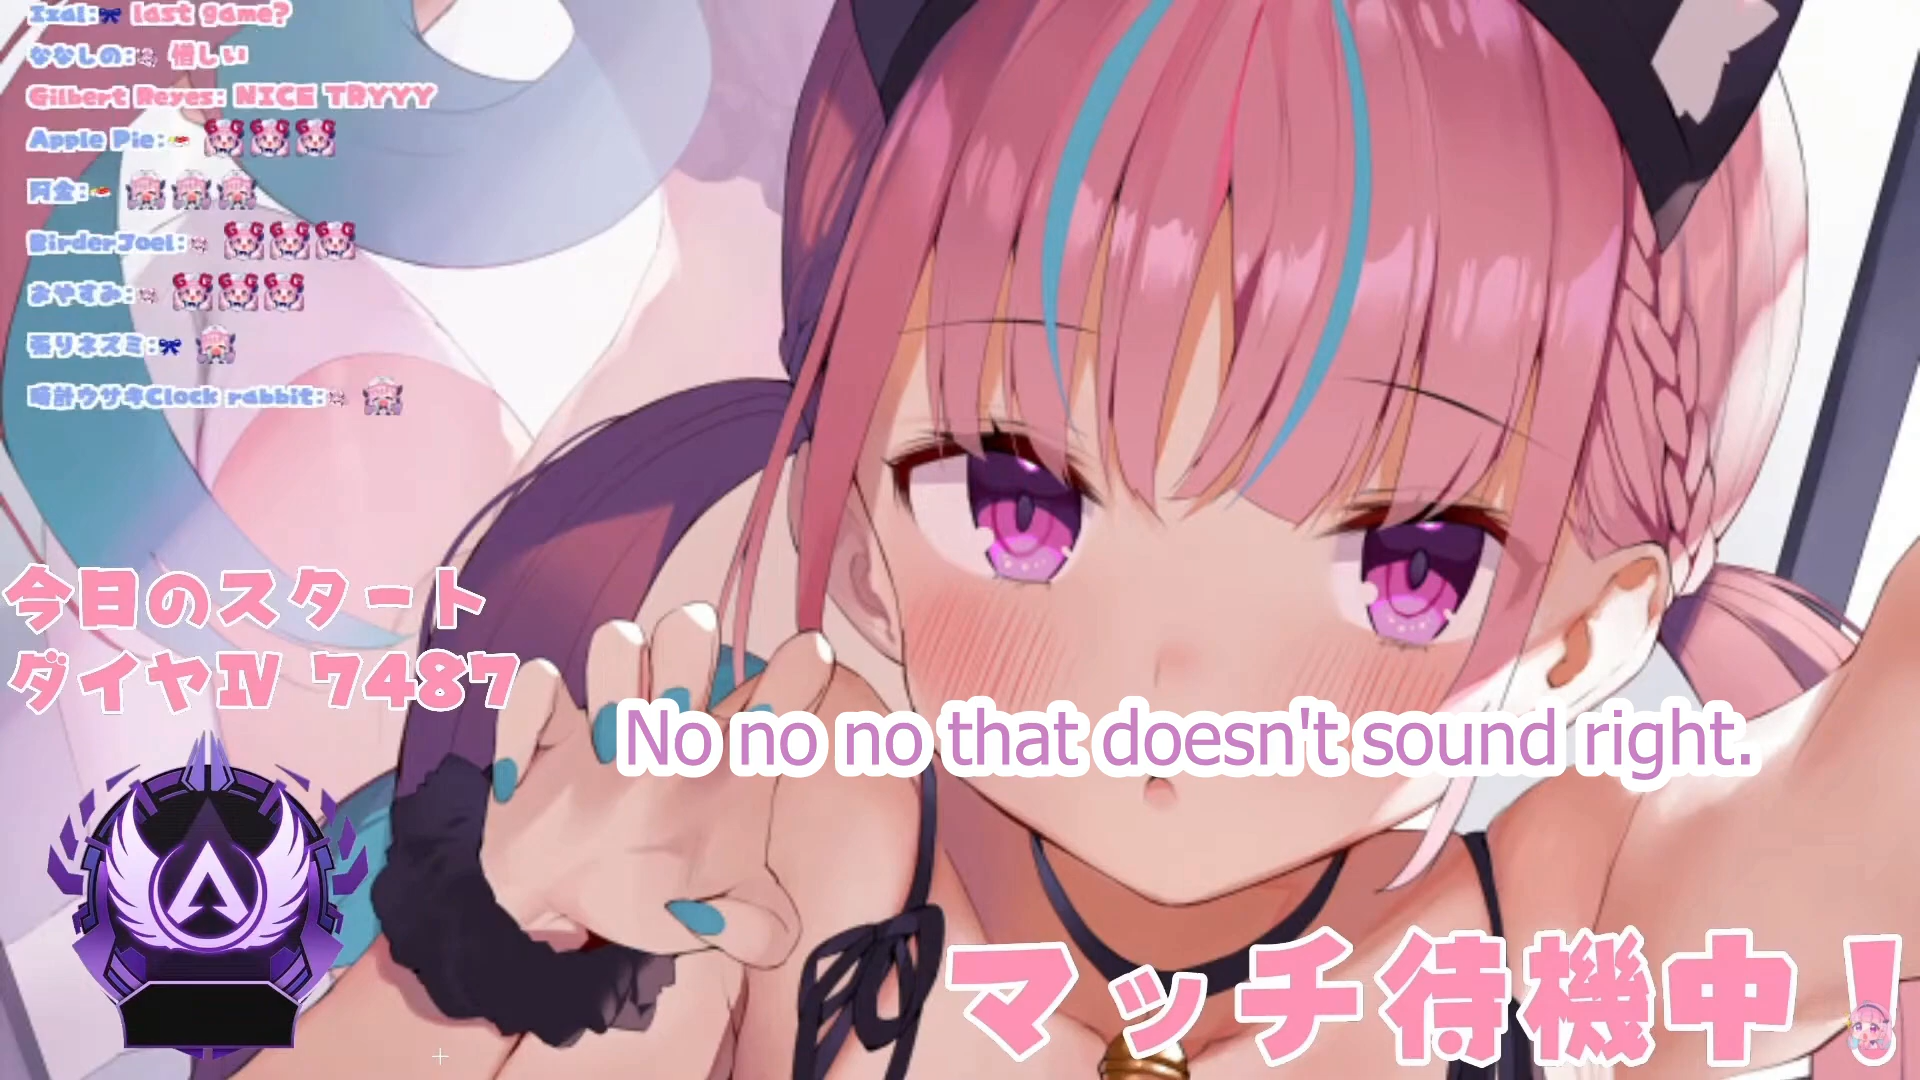 Izal: last game?
ななしの: 惜しい
Gilbert Reyes: NICE TRYYY
Apple Pie:
阿金:
BirderJoel:
おやすみ:
張りネズミ:
時計ウサギClock rabbit:
今日のスタート
ダイヤⅣ 7487
No no no that doesn't sound right.
マッチ待機中!